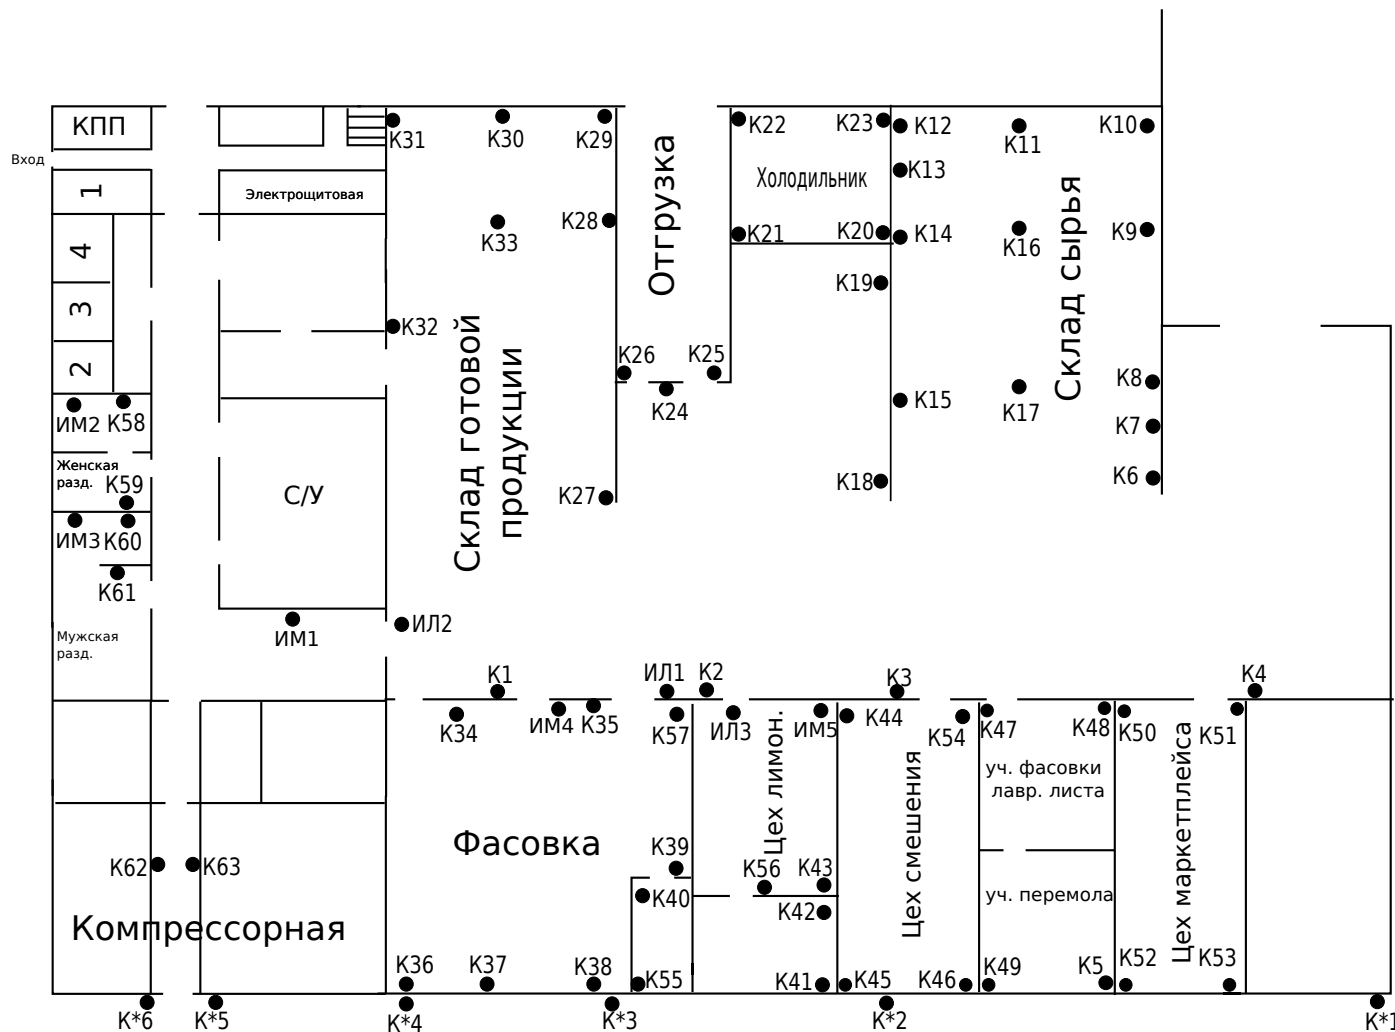 КПП
Вход
1
4
3
2
Электрощитовая
К31
К30
К29
К33
К28
К32
Отгрузка
К22
К23
Холодильник
К21
К20
К19
К12
К11
К10
К13
К14
К16
К9
Склад сырья
К26
К25
К24
К15
К17
К8
К7
К6
К18
К27
Склад готовой
продукции
ИМ2
К58
Женская
разд.
К59
ИМ3
К60
К61
Мужская
разд.
С/У
ИМ1
ИЛ2
К1
ИЛ1
К2
К3
К4
К34
ИМ4
К35
К57
ИЛ3
ИМ5
К44
К54
К47
К48
К50
К51
Цех лимон.
Цех смешения
уч. фасовки
лавр. листа
Цех маркетплейса
Фасовка
К39
К40
К56
К43
К42
уч. перемола
К62
К63
Компрессорная
К36
К37
К38
К55
К41
К45
К46
К49
К5
К52
К53
К*6
К*5
К*4
К*3
К*2
К*1